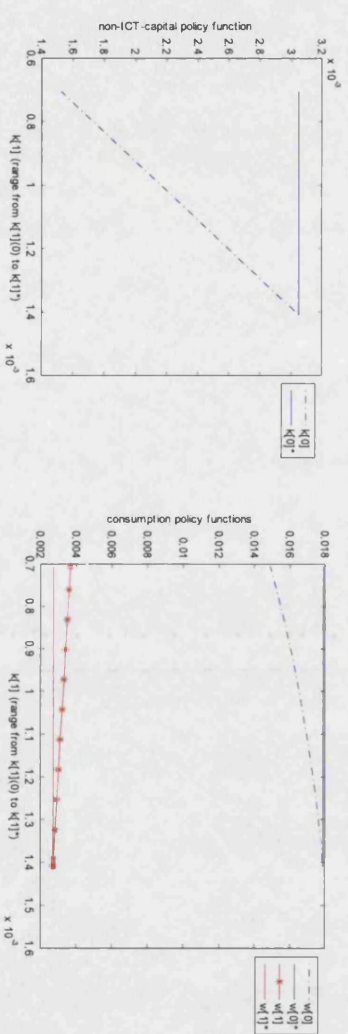 non-ICT-capital policy function
x 10⁻³
3.2
3
2.8
2.6
2.4
2.2
2
1.8
1.6
1.4
0.6
0.8
1
1.2
1.4
1.6
x 10⁻³
k[1] (range from k[1](0) to k[1]*)
k[0]
k[0]*
consumption policy functions
0.018
0.016
0.014
0.012
0.01
0.008
0.006
0.004
0.002
0.7
0.8
0.9
1
1.1
1.2
1.3
1.4
1.5
1.6
x 10⁻³
k[1] (range from k[1](0) to k[1]*)
w[0]
w[0]*
w[1]
w[1]*